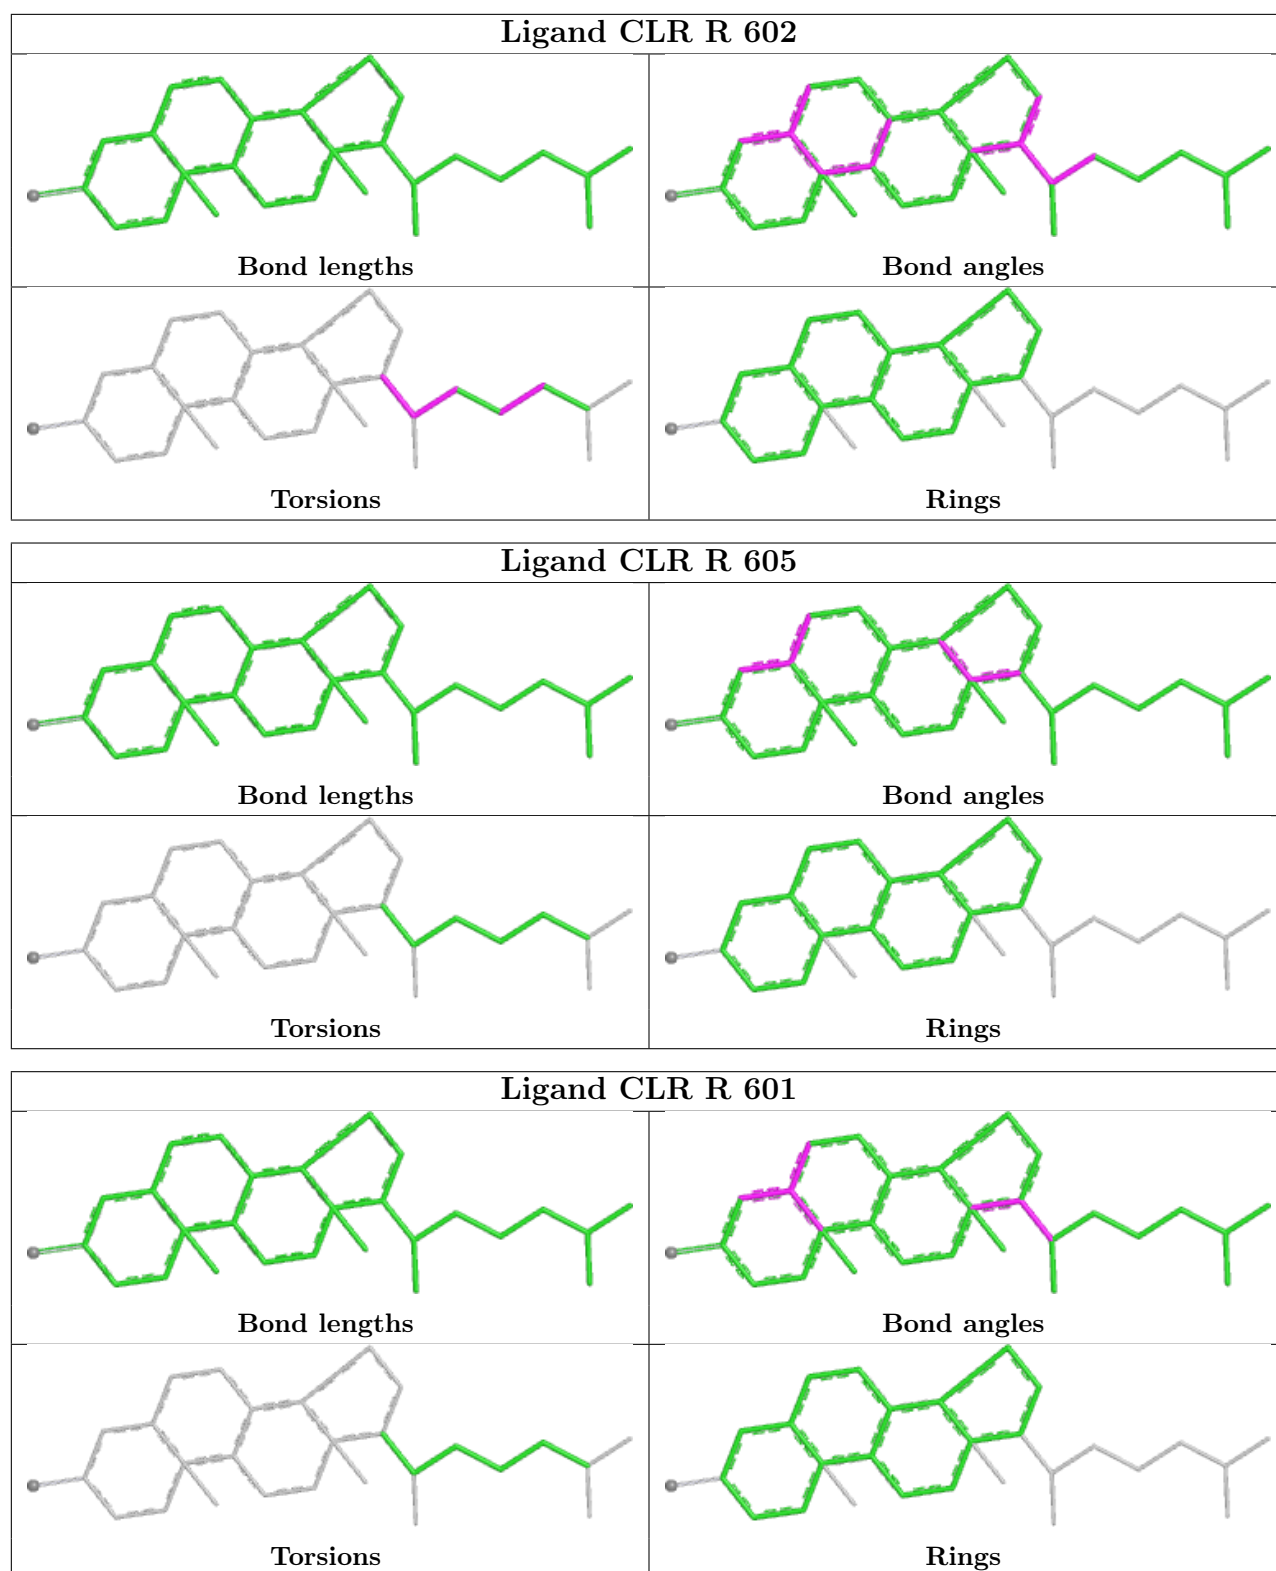 Ligand CLR R 602
Bond lengths
Bond angles
Torsions
Rings
Ligand CLR R 605
Bond lengths
Bond angles
Torsions
Rings
Ligand CLR R 601
Bond lengths
Bond angles
Torsions
Rings